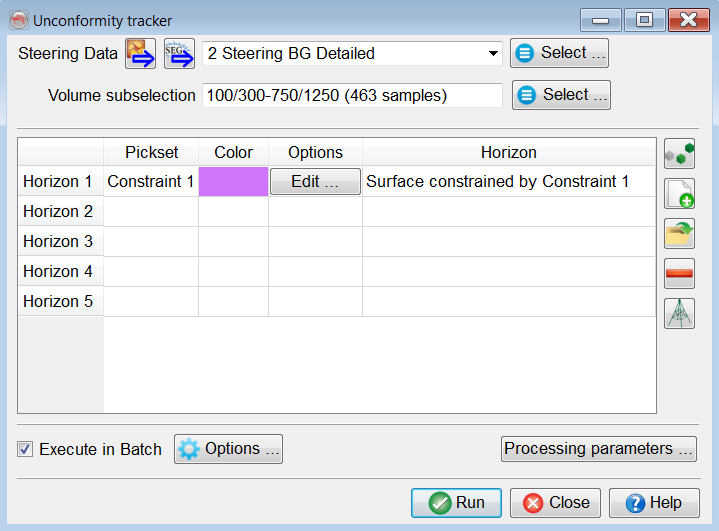 Unconformity tracker
Steering Data SEG 2 Steering BG Detailed Select ...
Volume subselection 100/300-750/1250 (463 samples) Select ...
Pickset Color Options Horizon
Horizon 1 Constraint 1 Edit ... Surface constrained by Constraint 1
Horizon 2
Horizon 3
Horizon 4
Horizon 5
Execute in Batch Options ... Processing parameters ...
Run Close Help